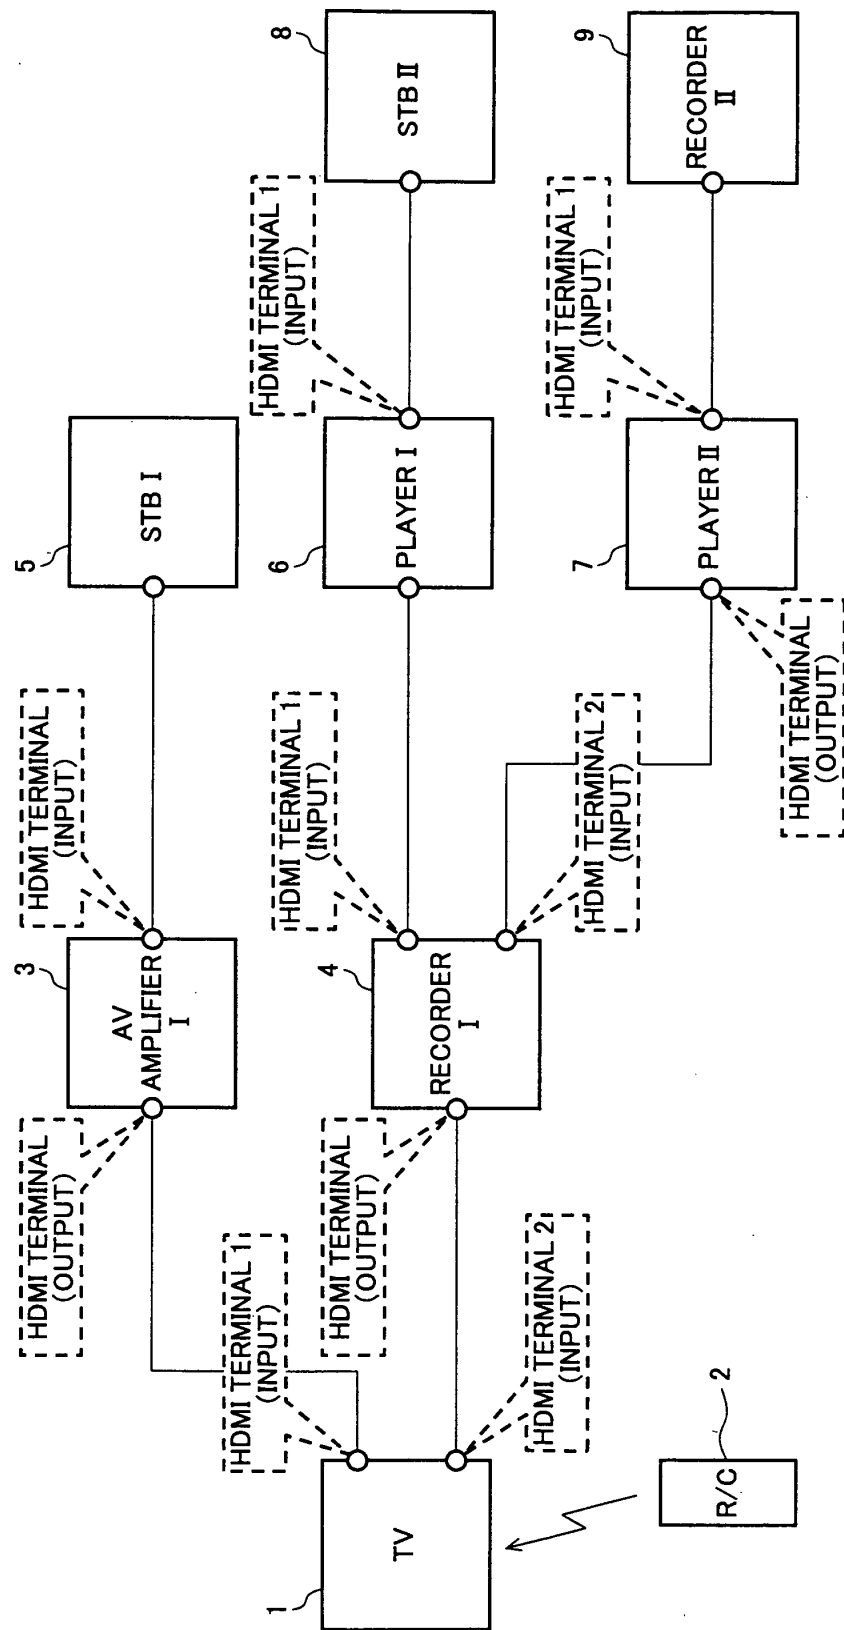 1
TV
R/C
2
HDMI TERMINAL 1
(INPUT)
HDMI TERMINAL 2
(INPUT)
HDMI TERMINAL
(OUTPUT)
3
AV
AMPLIFIER
I
HDMI TERMINAL
(INPUT)
5
STB I
HDMI TERMINAL
(OUTPUT)
4
RECORDER
I
HDMI TERMINAL 1
(INPUT)
HDMI TERMINAL 2
(INPUT)
6
PLAYER I
HDMI TERMINAL 1
(INPUT)
8
STB II
HDMI TERMINAL
(OUTPUT)
7
PLAYER II
HDMI TERMINAL 1
(INPUT)
9
RECORDER
II